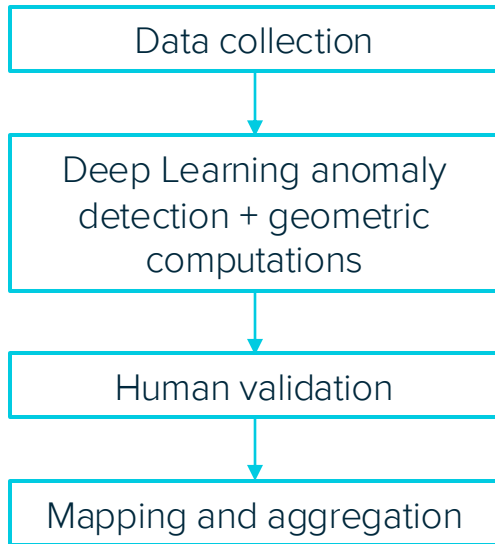 Data collection
Deep Learning anomaly
detection + geometric
computations
Human validation
Mapping and aggregation